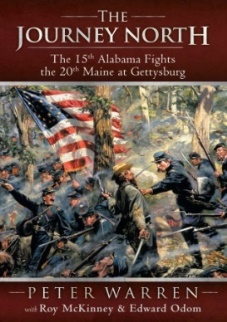 THE
JOURNEY NORTH
The 15th Alabama Fights
the 20th Maine at Gettysburg
PETER WARREN
with Roy McKinney & Edward Odom